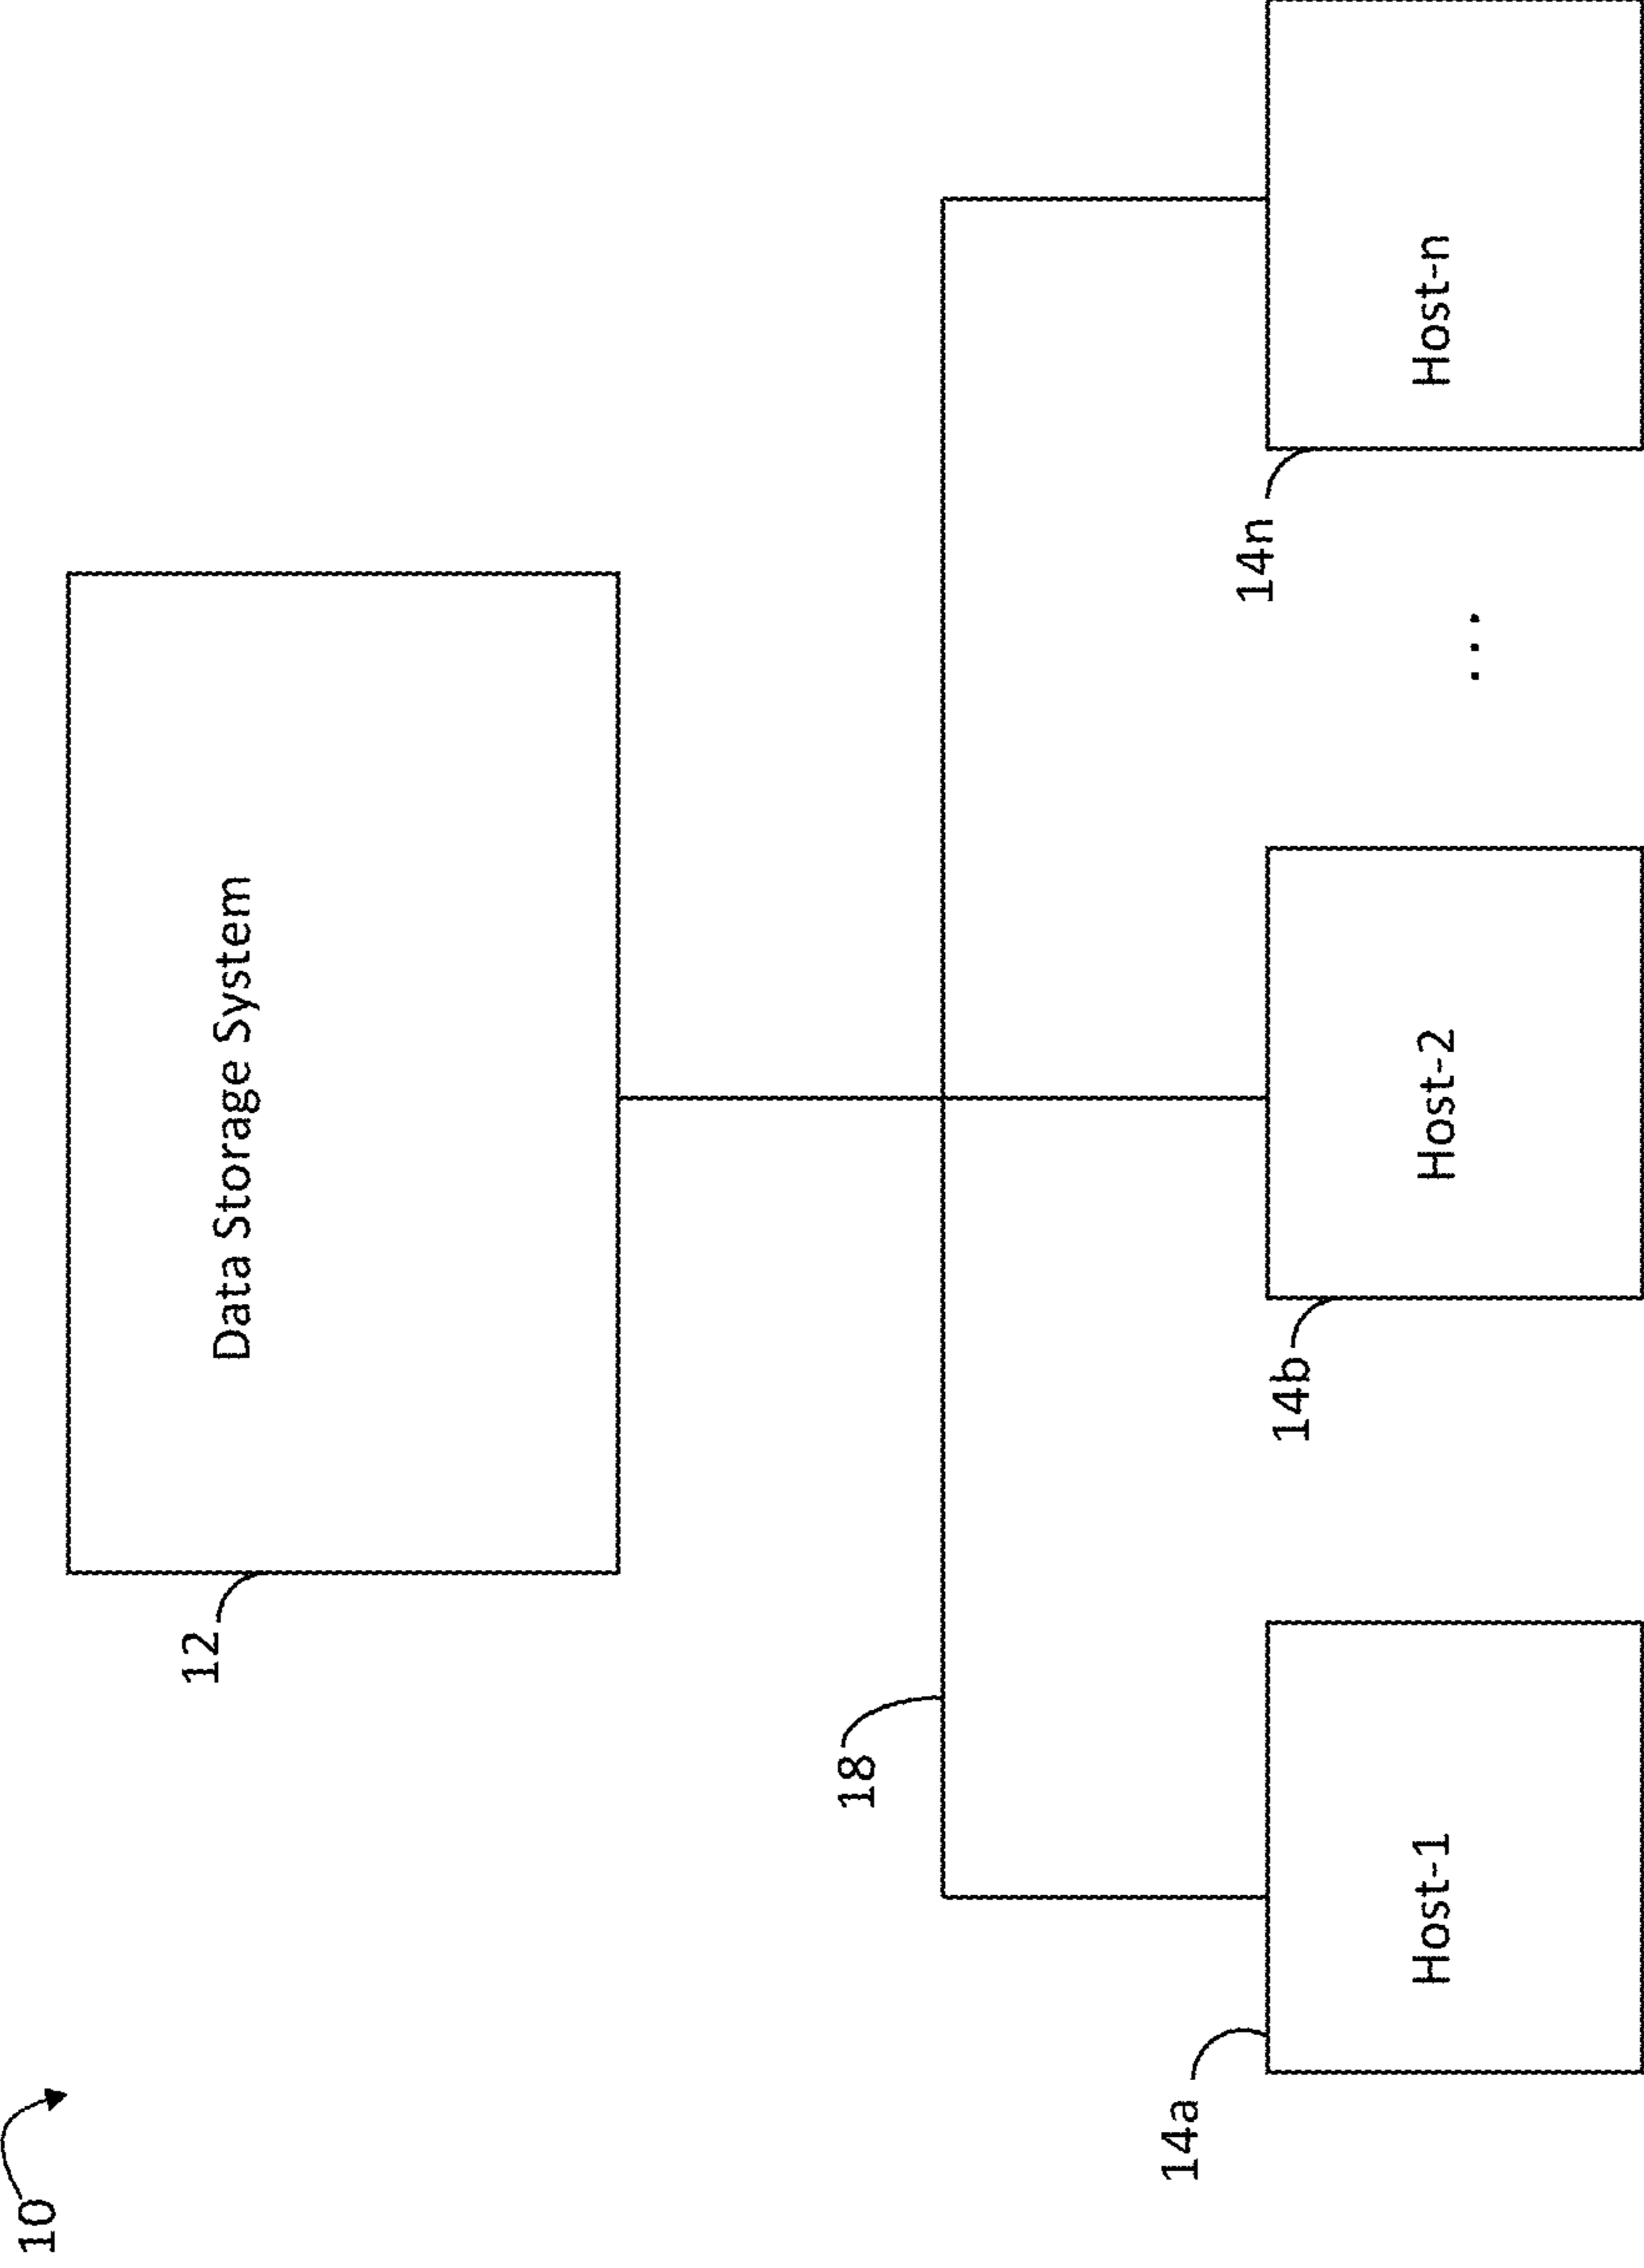 10
12
Data Storage System
18
14a
Host-1
14b
Host-2
...
14n
Host-n